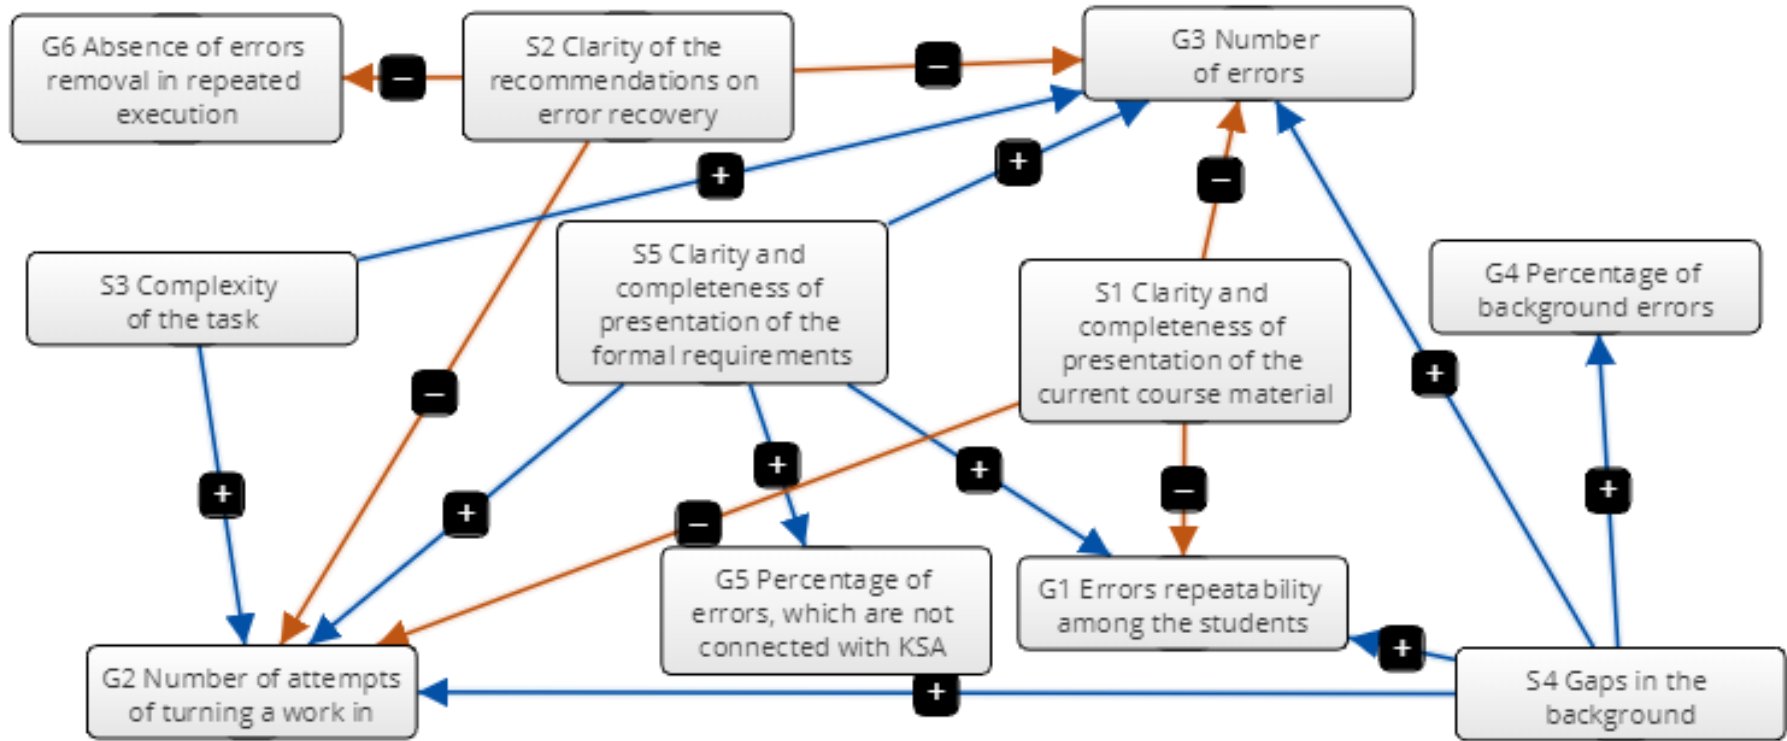 G6 Absence of errors
removal in repeated
execution
–
S2 Clarity of the
recommendations on
error recovery
–
G3 Number
of errors
+
+
–
S3 Complexity
of the task
S5 Clarity and
completeness of
presentation of the
formal requirements
S1 Clarity and
completeness of
presentation of the
current course material
G4 Percentage of
background errors
–
+
+
+
+
–
+
+
–
G5 Percentage of
errors, which are not
connected with KSA
G1 Errors repeatability
among the students
+
G2 Number of attempts
of turning a work in
+
S4 Gaps in the
background